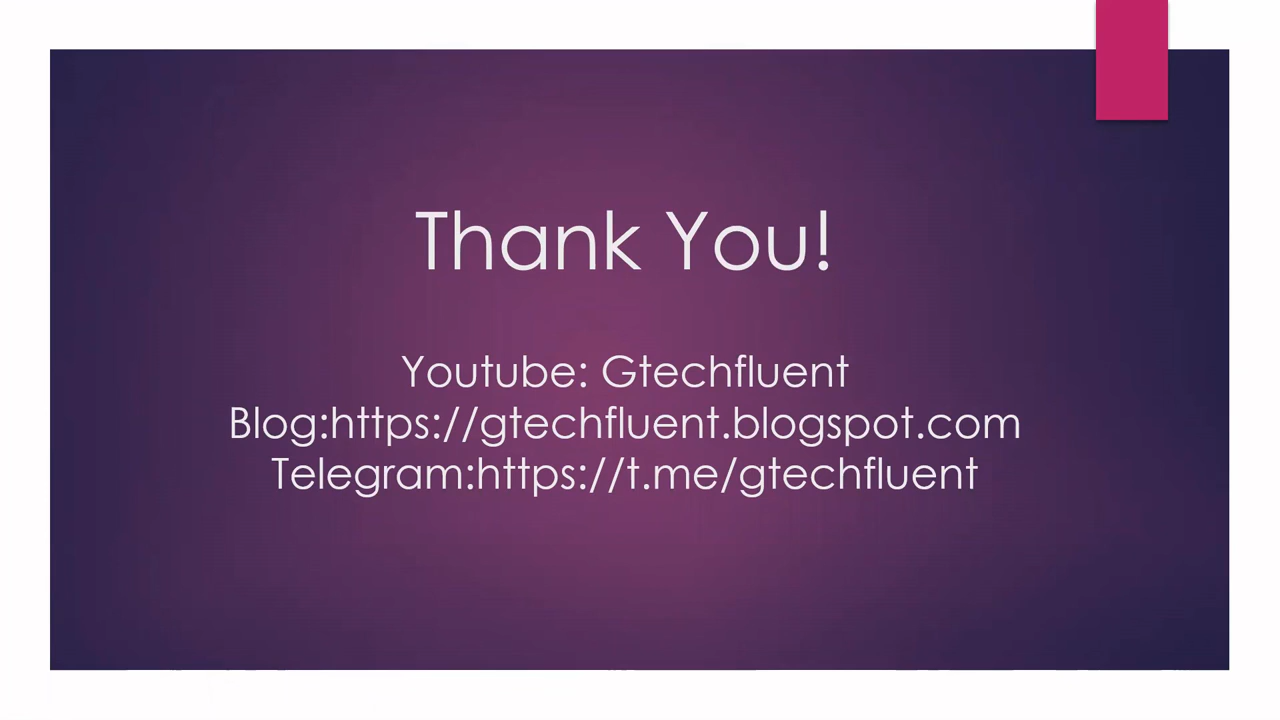 Thank You!
Youtube: Gtechfluent
Blog:https://gtechfluent.blogspot.com
Telegram:https://t.me/gtechfluent